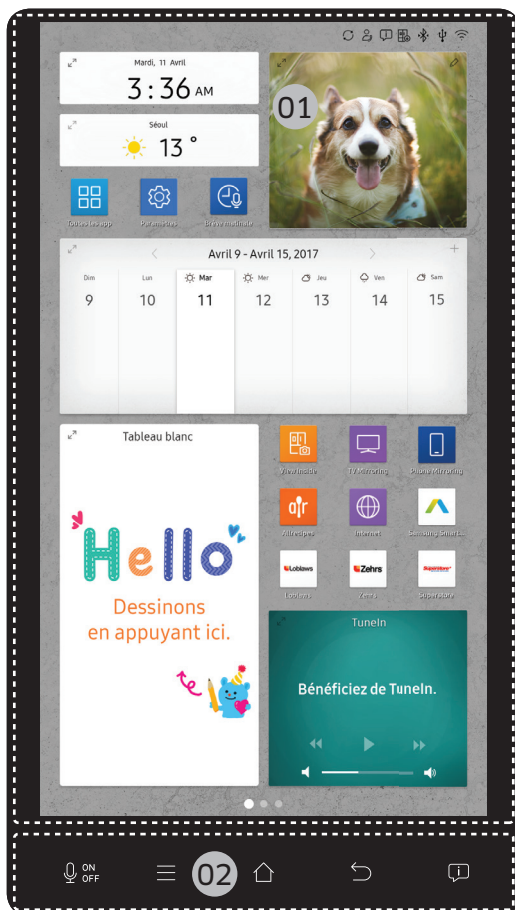 Mardi, 11 Avril
3 : 36 AM
01
Séoul
13 °
Toutes les app
Paramètres
Brève matinale
Avril 9 - Avril 15, 2017
Dim
Lun
Mar
Mer
Jeu
Ven
Sam
9
10
11
12
13
14
15
Tableau blanc
Hello
Dessinons
en appuyant ici.
View Inside
TV Mirroring
Phone Mirroring
Allrecipes
Internet
Samsung SmartT...
Loblaws
Loblaws
Zehrs
Zehrs
Superstore
Superstore
TuneIn
Bénéficiez de TuneIn.
ON
OFF
02